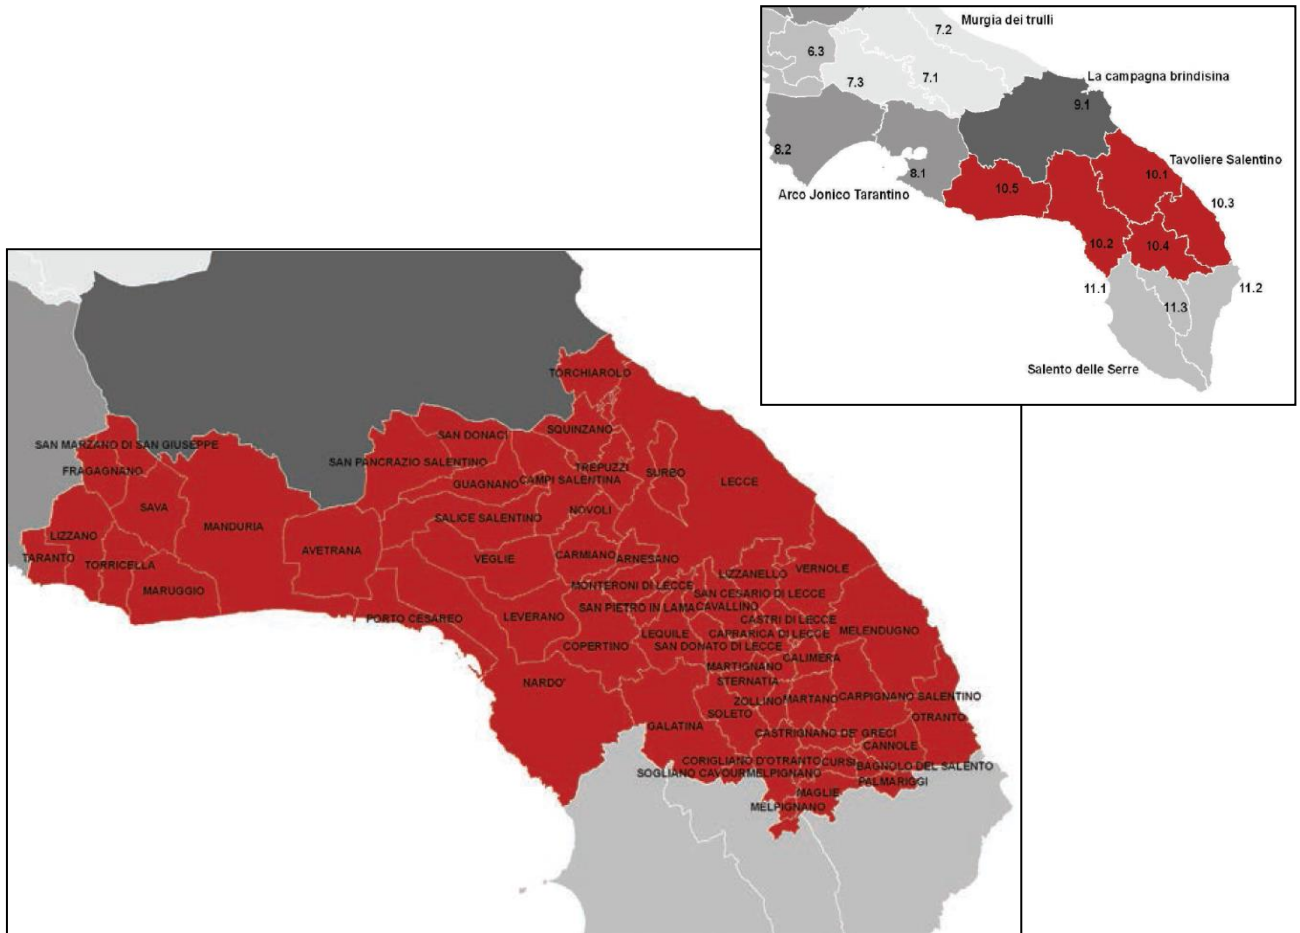 Murgia dei trulli
7.2
6.3
7.1
7.3
La campagna brindisina
9.1
8.2
Tavoliere Salentino
8.1
10.1
Arco Jonico Tarantino
10.5
10.3
10.2
10.4
11.1
11.2
11.3
Salento delle Serre
TORCHIAROLO
SAN DONACI
SQUINZANO
SAN MARZANO DI SAN GIUSEPPE
SAN PANCRAZIO SALENTINO
FRAGAGNANO
TREPUZZI
SURBO
GUAGNANO
CAMPI SALENTINA
LECCE
SAVA
NOVOLI
SALICE SALENTINO
MANDURIA
LIZZANO
AVETRANA
TARANTO
TORRICELLA
VEGLIE
CARMIANO
ARNESANO
LIZZANELLO
VERNOLE
MARUGGIO
MONTERONI DI LECCE
SAN CESARIO DI LECCE
SAN PIETRO IN LAMA
CAVALLINO
PORTO CESAREO
LEVERANO
CASTRI DI LECCE
LEQUILE
CAPRARICA DI LECCE
MELENDUGNO
COPERTINO
SAN DONATO DI LECCE
CALIMERA
MARTIGNANO
NARDO'
STERNATIA
ZOLLINO
MARTANO
CARPIGNANO SALENTINO
SOLETO
OTRANTO
GALATINA
CASTRIGNANO DE' GRECI
CANNOLE
CORIGLIANO D'OTRANTO
CURSI
BAGNOLO DEL SALENTO
SOGLIANO CAVOUR
MELPIGNANO
PALMARIGGI
MAGLIE
MELPIGNANO